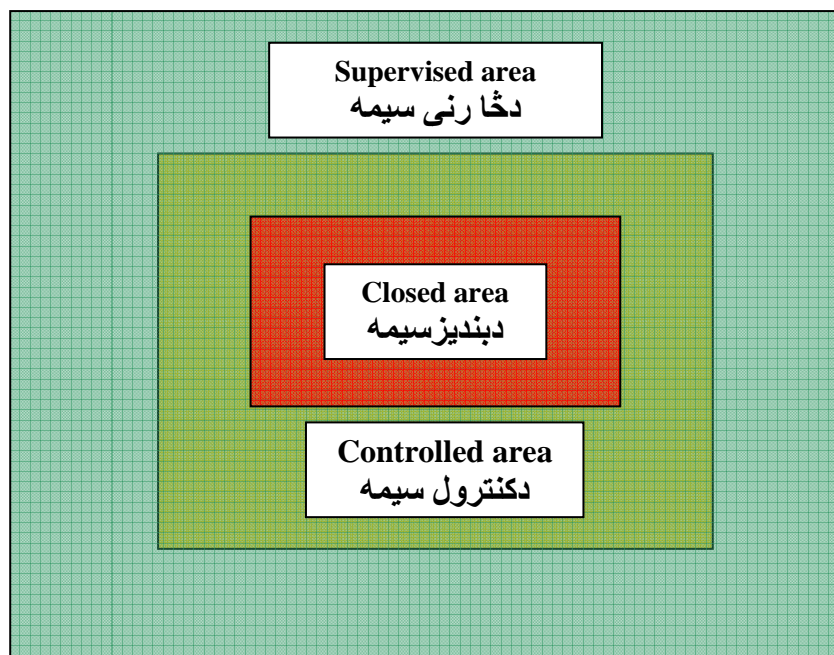 Supervised area
دڅا رنی سیمه
Closed area
دبندیزسیمه
Controlled area
دکنترول سیمه